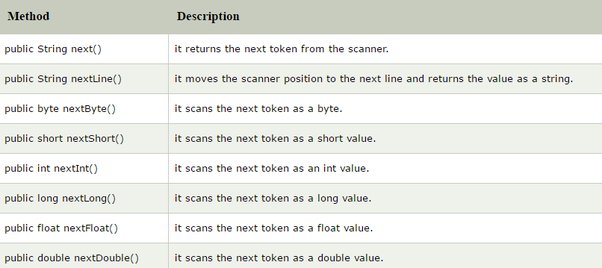 Method Description
public String next() it returns the next token from the scanner.
public String nextLine() it moves the scanner position to the next line and returns the value as a string.
public byte nextByte() it scans the next token as a byte.
public short nextShort() it scans the next token as a short value.
public int nextInt() it scans the next token as an int value.
public long nextLong() it scans the next token as a long value.
public float nextFloat() it scans the next token as a float value.
public double nextDouble() it scans the next token as a double value.